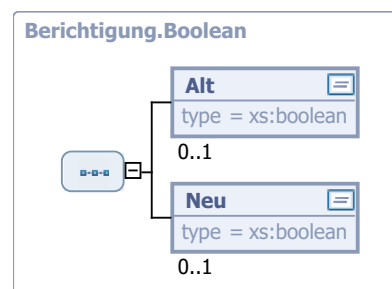 Berichtigung.Boolean
Alt
type = xs:boolean
0..1
Neu
type = xs:boolean
0..1